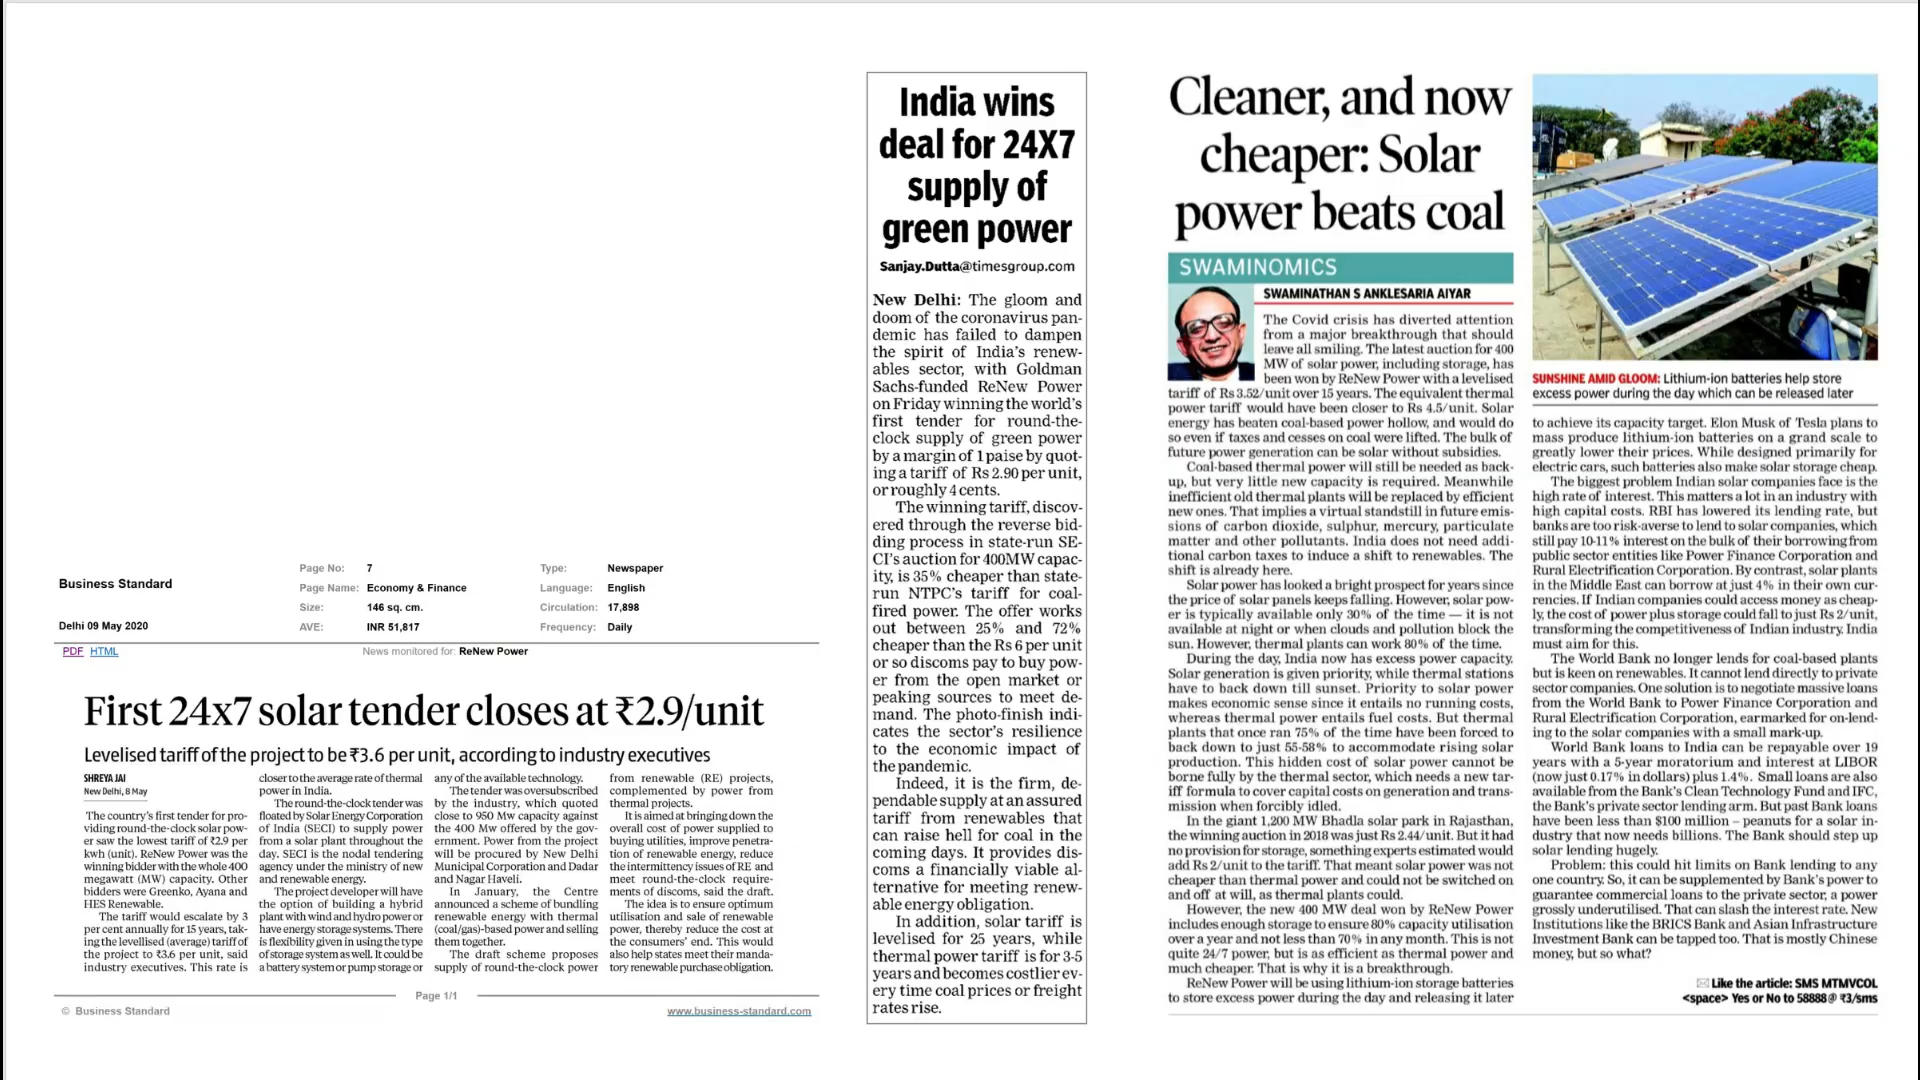 Business Standard
Delhi 09 May 2020
Page No: 7
Page Name: Economy & Finance
Size: 146 sq. cm.
AVE: INR 51,817
Type: Newspaper
Language: English
Circulation: 17,898
Frequency: Daily
PDF HTML
News monitored for: ReNew Power
First 24x7 solar tender closes at ₹2.9/unit
Levelised tariff of the project to be ₹3.6 per unit, according to industry executives
SHREYA JAI
New Delhi, 8 May
The country's first tender for pro-
viding round-the-clock solar pow-
er saw the lowest tariff of ₹2.9 per
kwh (unit). ReNew Power was the
winning bidder with the whole 400
megawatt (MW) capacity. Other
bidders were Greenko, Ayana and
HES Renewable.
The tariff would escalate by 3
per cent annually for 15 years, tak-
ing the levellised (average) tariff of
the project to ₹3.6 per unit, said
industry executives. This rate is
closer to the average rate of thermal
power in India.
The round-the-clock tender was
floated by Solar Energy Corporation
of India (SECI) to supply power
from a solar plant throughout the
day. SECI is the nodal tendering
agency under the ministry of new
and renewable energy.
The project developer will have
the option of building a hybrid
plant with wind and hydro power or
have energy storage systems. There
is flexibility given in using the type
of storage system as well. It could be
a battery system or pump storage or
any of the available technology.
The tender was oversubscribed
by the industry, which quoted
close to 950 Mw capacity against
the 400 Mw offered by the gov-
ernment. Power from the project
will be procured by New Delhi
Municipal Corporation and Dadar
and Nagar Haveli.
In January, the Centre
announced a scheme of bundling
renewable energy with thermal
(coal/gas)-based power and selling
them together.
The draft scheme proposes
supply of round-the-clock power
from renewable (RE) projects,
complemented by power from
thermal projects.
It is aimed at bringing down the
overall cost of power supplied to
buying utilities, improve penetra-
tion of renewable energy, reduce
the intermittency issues of RE and
meet round-the-clock require-
ments of discoms, said the draft.
The idea is to ensure optimum
utilisation and sale of renewable
power, thereby reduce the cost at
the consumers' end. This would
also help states meet their manda-
tory renewable purchase obligation.
Page 1/1
© Business Standard
www.business-standard.com
India wins
deal for 24X7
supply of
green power
Sanjay.Dutta@timesgroup.com
New Delhi: The gloom and
doom of the coronavirus pan-
demic has failed to dampen
the spirit of India's renew-
ables sector, with Goldman
Sachs-funded ReNew Power
on Friday winning the world's
first tender for round-the-
clock supply of green power
by a margin of 1 paise by quot-
ing a tariff of Rs 2.90 per unit,
or roughly 4 cents.
The winning tariff, discov-
ered through the reverse bid-
ding process in state-run SE-
CI's auction for 400MW capac-
ity, is 35% cheaper than state-
run NTPC's tariff for coal-
fired power. The offer works
out between 25% and 72%
cheaper than the Rs 6 per unit
or so discoms pay to buy pow-
er from the open market or
peaking sources to meet de-
mand. The photo-finish indi-
cates the sector's resilience
to the economic impact of
the pandemic.
Indeed, it is the firm, de-
pendable supply at an assured
tariff from renewables that
can raise hell for coal in the
coming days. It provides dis-
coms a financially viable al-
ternative for meeting renew-
able energy obligation.
In addition, solar tariff is
levelised for 25 years, while
thermal power tariff is for 3-5
years and becomes costlier ev-
ery time coal prices or freight
rates rise.
Cleaner, and now
cheaper: Solar
power beats coal
SWAMINOMICS
SWAMINATHAN S ANKLESARIA AIYAR
The Covid crisis has diverted attention
from a major breakthrough that should
leave all smiling. The latest auction for 400
MW of solar power, including storage, has
been won by ReNew Power with a levelised
tariff of Rs 3.52/unit over 15 years. The equivalent thermal
power tariff would have been closer to Rs 4.5/unit. Solar
energy has beaten coal-based power hollow, and would do
so even if taxes and cesses on coal were lifted. The bulk of
future power generation can be solar without subsidies.
Coal-based thermal power will still be needed as back-
up, but very little new capacity is required. Meanwhile
inefficient old thermal plants will be replaced by efficient
new ones. That implies a virtual standstill in future emis-
sions of carbon dioxide, sulphur, mercury, particulate
matter and other pollutants. India does not need addi-
tional carbon taxes to induce a shift to renewables. The
shift is already here.
Solar power has looked a bright prospect for years since
the price of solar panels keeps falling. However, solar pow-
er is typically available only 30% of the time — it is not
available at night or when clouds and pollution block the
sun. However, thermal plants can work 80% of the time.
During the day, India now has excess power capacity.
Solar generation is given priority, while thermal stations
have to back down till sunset. Priority to solar power
makes economic sense since it entails no running costs,
whereas thermal power entails fuel costs. But thermal
plants that once ran 75% of the time have been forced to
back down to just 55-58% to accommodate rising solar
production. This hidden cost of solar power cannot be
borne fully by the thermal sector, which needs a new tar-
iff formula to cover capital costs on generation and trans-
mission when forcibly idled.
In the giant 1,200 MW Bhadla solar park in Rajasthan,
the winning auction in 2018 was just Rs 2.44/unit. But it had
no provision for storage, something experts estimated would
add Rs 2/unit to the tariff. That meant solar power was not
cheaper than thermal power and could not be switched on
and off at will, as thermal plants could.
However, the new 400 MW deal won by ReNew Power
includes enough storage to ensure 80% capacity utilisation
over a year and not less than 70% in any month. This is not
quite 24/7 power, but is as efficient as thermal power and
much cheaper. That is why it is a breakthrough.
ReNew Power will be using lithium-ion storage batteries
to store excess power during the day and releasing it later
SUNSHINE AMID GLOOM: Lithium-ion batteries help store
excess power during the day which can be released later
to achieve its capacity target. Elon Musk of Tesla plans to
mass produce lithium-ion batteries on a grand scale to
greatly lower their prices. While designed primarily for
electric cars, such batteries also make solar storage cheap.
The biggest problem Indian solar companies face is the
high rate of interest. This matters a lot in an industry with
high capital costs. RBI has lowered its lending rate, but
banks are too risk-averse to lend to solar companies, which
still pay 10-11% interest on the bulk of their borrowing from
public sector entities like Power Finance Corporation and
Rural Electrification Corporation. By contrast, solar plants
in the Middle East can borrow at just 4% in their own cur-
rencies. If Indian companies could access money as cheap-
ly, the cost of power plus storage could fall to just Rs 2/unit,
transforming the competitiveness of Indian industry. India
must aim for this.
The World Bank no longer lends for coal-based plants
but is keen on renewables. It cannot lend directly to private
sector companies. One solution is to negotiate massive loans
from the World Bank to Power Finance Corporation and
Rural Electrification Corporation, earmarked for on-lend-
ing to the solar companies with a small mark-up.
World Bank loans to India can be repayable over 19
years with a 5-year moratorium and interest at LIBOR
(now just 0.17% in dollars) plus 1.4%. Small loans are also
available from the Bank's Clean Technology Fund and IFC,
the Bank's private sector lending arm. But past Bank loans
have been less than $100 million – peanuts for a solar in-
dustry that now needs billions. The Bank should step up
solar lending hugely.
Problem: this could hit limits on Bank lending to any
one country. So, it can be supplemented by Bank's power to
guarantee commercial loans to the private sector, a power
grossly underutilised. That can slash the interest rate. New
Institutions like the BRICS Bank and Asian Infrastructure
Investment Bank can be tapped too. That is mostly Chinese
money, but so what?
Like the article: SMS MTMVCOL
<space> Yes or No to 58888@ ₹3/sms